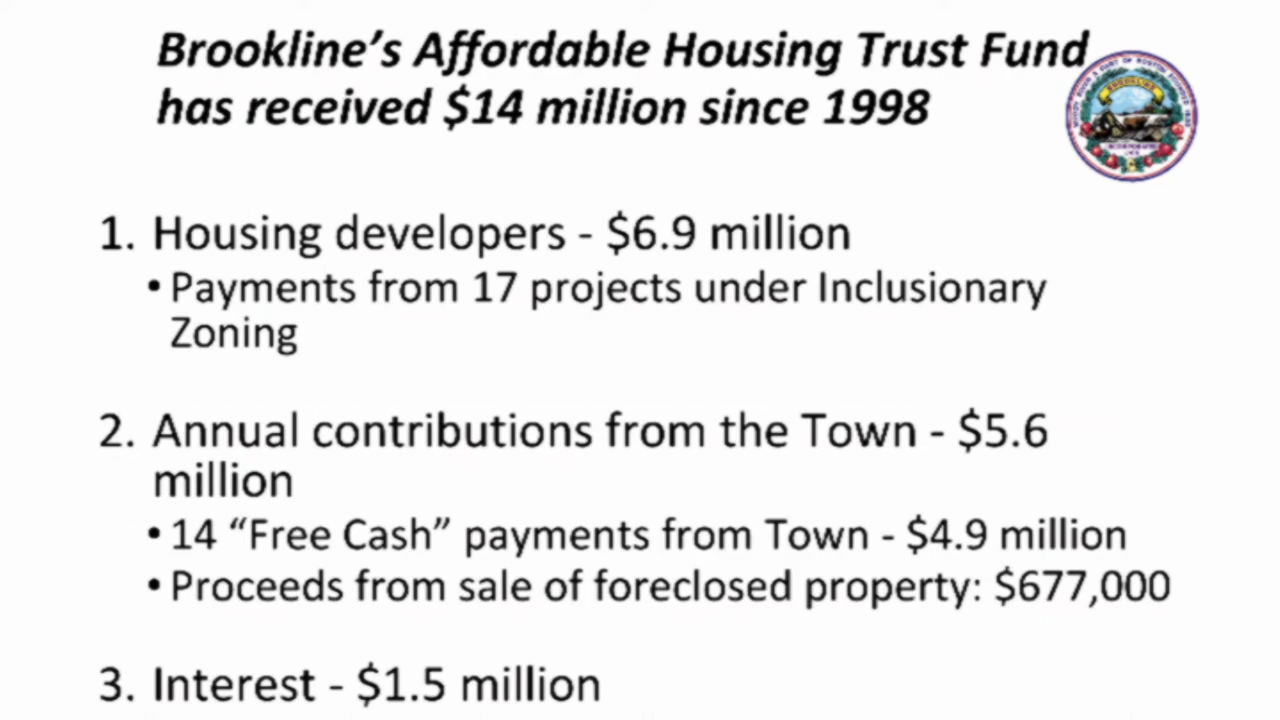 Brookline’s Affordable Housing Trust Fund
has received $14 million since 1998
BROOKLINE
1. Housing developers - $6.9 million
• Payments from 17 projects under Inclusionary
Zoning
2. Annual contributions from the Town - $5.6
million
• 14 “Free Cash” payments from Town - $4.9 million
• Proceeds from sale of foreclosed property: $677,000
3. Interest - $1.5 million